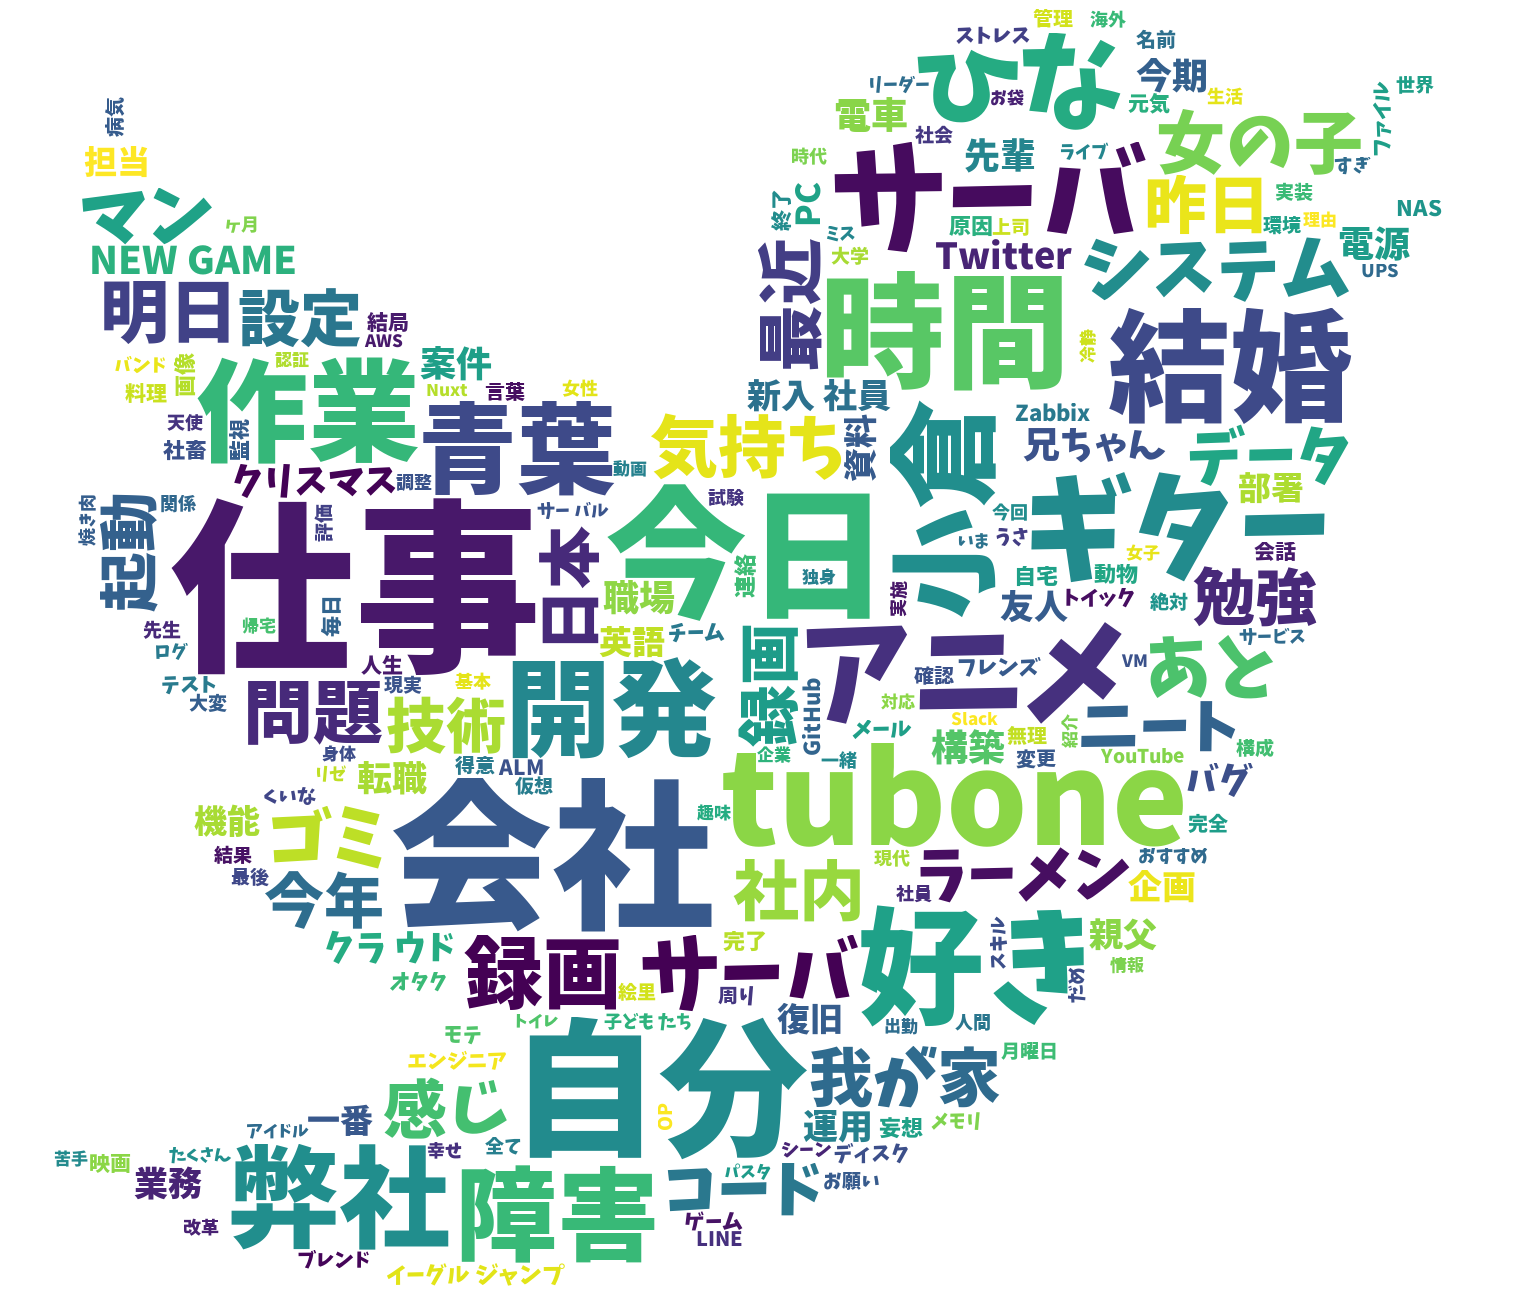 管理
海外
ストレス
ひな
名前
今期
リーダー
お袋
世界
電車
元気
生活
ファイル
病気
社会
女の子
担当
時代
サーバ
先輩
ライブ
すぎ
マン
終了
PC
昨日
実装
NAS
ヶ月
ミス
原因
上司
環境
理由
電源
NEW GAME
最近
大学
Twitter
システム
UPS
明日
設定
時間
結婚
結局
AWS
冷静
バンド
画像
認証
案件
料理
作業
Nuxt
言葉
女性
新入 社員
天使
青葉
気持ち
資料
小倉
Zabbix
社畜
監視
兄ちゃん
データ
クリスマス
調整
動画
部署
焼き肉
起動
関係
仕事
評価
サー バル
試験
今日
今回
ギター
日本
いま
うさ
女子
会話
連絡
独身
自宅
動物
勉強
職場
実施
友人
トイック
絶対
先生
帰宅
毎日
英語
チーム
録画
アニメ
サービス
ログ
人生
確認
フレンズ
VM
あと
テスト
現実
基本
開発
GitHub
大変
問題
技術
対応
Slack
ニート
メール
構築
無理
紹介
身体
得意
ALM
企業
一緒
変更
YouTube
構成
リゼ
転職
仮想
tubone
バグ
くいな
機能
ゴミ
会社
趣味
完全
結果
現代
ラーメン
おすすめ
最後
今年
社内
社員
企画
クラ ウド
録画 サーバ
完了
好き
スキル
親父
情報
オタク
絵里
周り
だめ
トイレ
子ども たち
復旧
出勤
人間
モテ
自分
月曜日
エンジニア
我が家
感じ
OP
一番
運用
妄想
メモリ
アイドル
全て
シーン
ディスク
苦手
映画
たくさん
弊社
幸せ
業務
障害
コード
パスタ
お願い
改革
ゲーム
LINE
ブレンド
イーグル ジャンプ